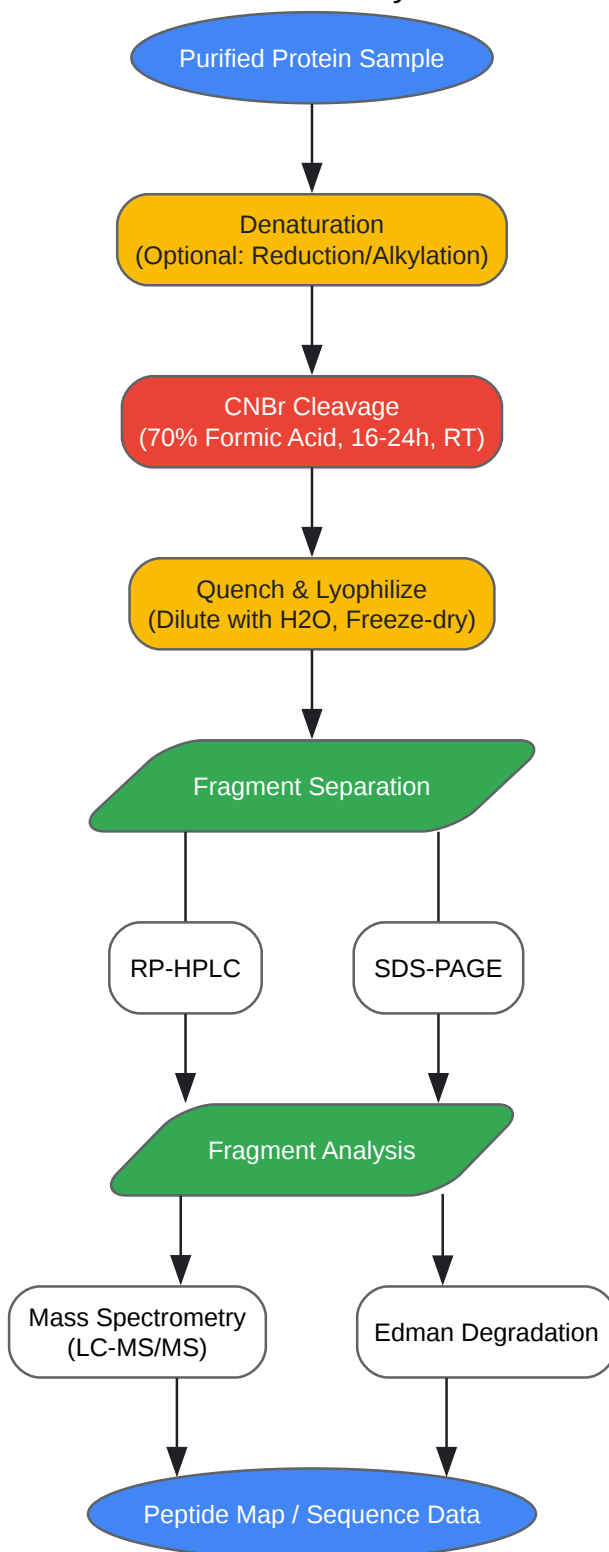 Purified Protein Sample
Denaturation
(Optional: Reduction/Alkylation)
CNBr Cleavage
(70% Formic Acid, 16-24h, RT)
Quench & Lyophilize
(Dilute with H2O, Freeze-dry)
Fragment Separation
RP-HPLC
SDS-PAGE
Fragment Analysis
Mass Spectrometry
(LC-MS/MS)
Edman Degradation
Peptide Map / Sequence Data